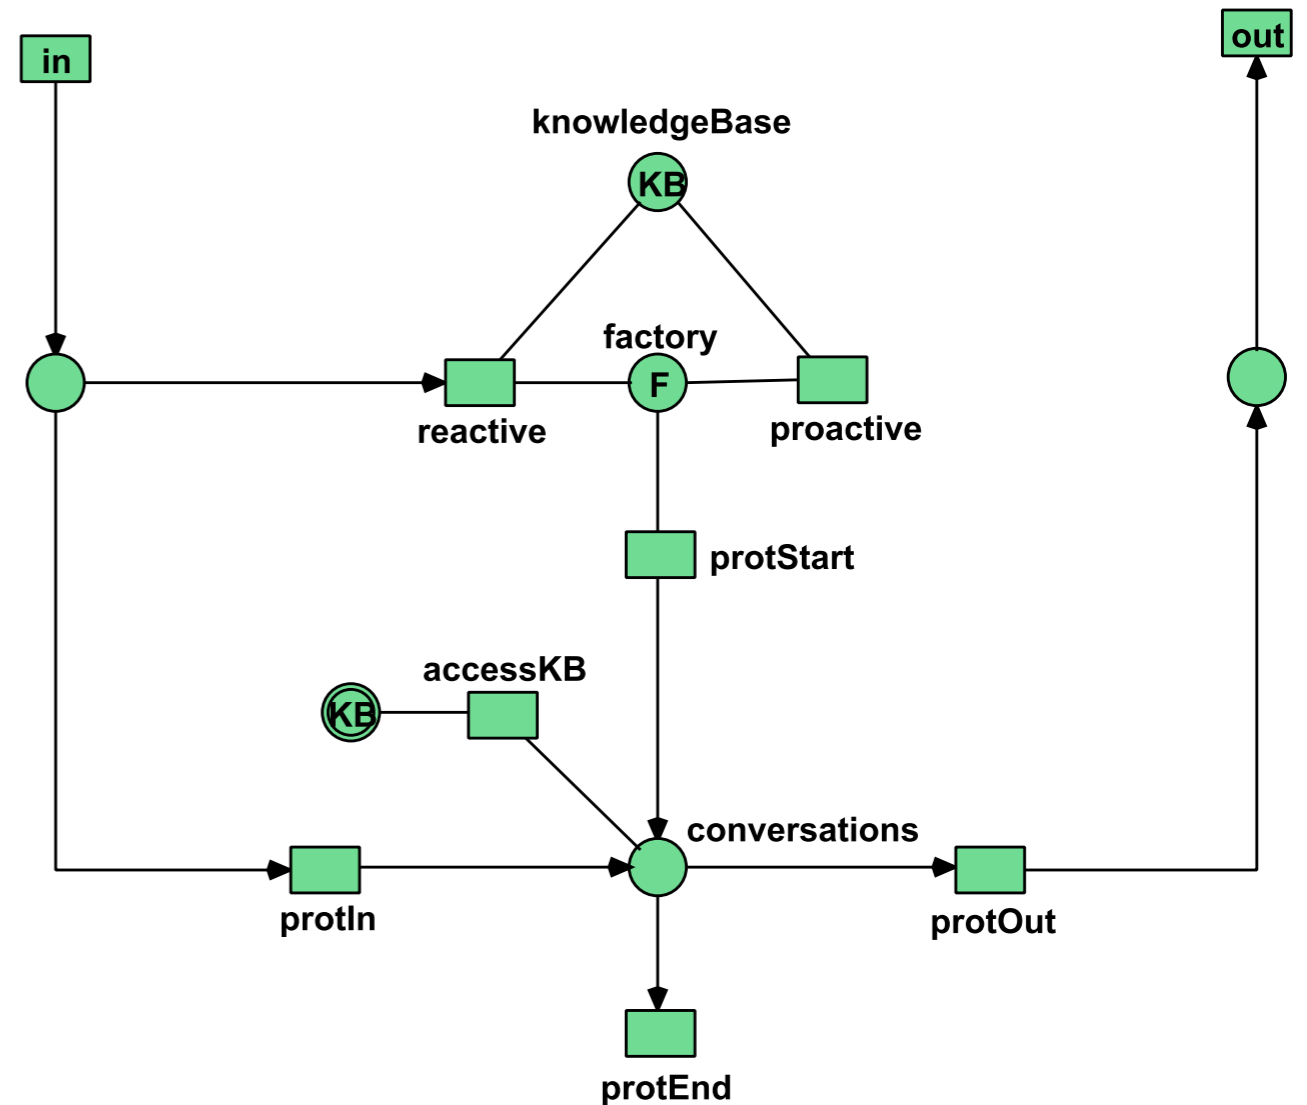 in
out
knowledgeBase
KB
factory
F
reactive
proactive
protStart
accessKB
KB
conversations
protIn
protOut
protEnd